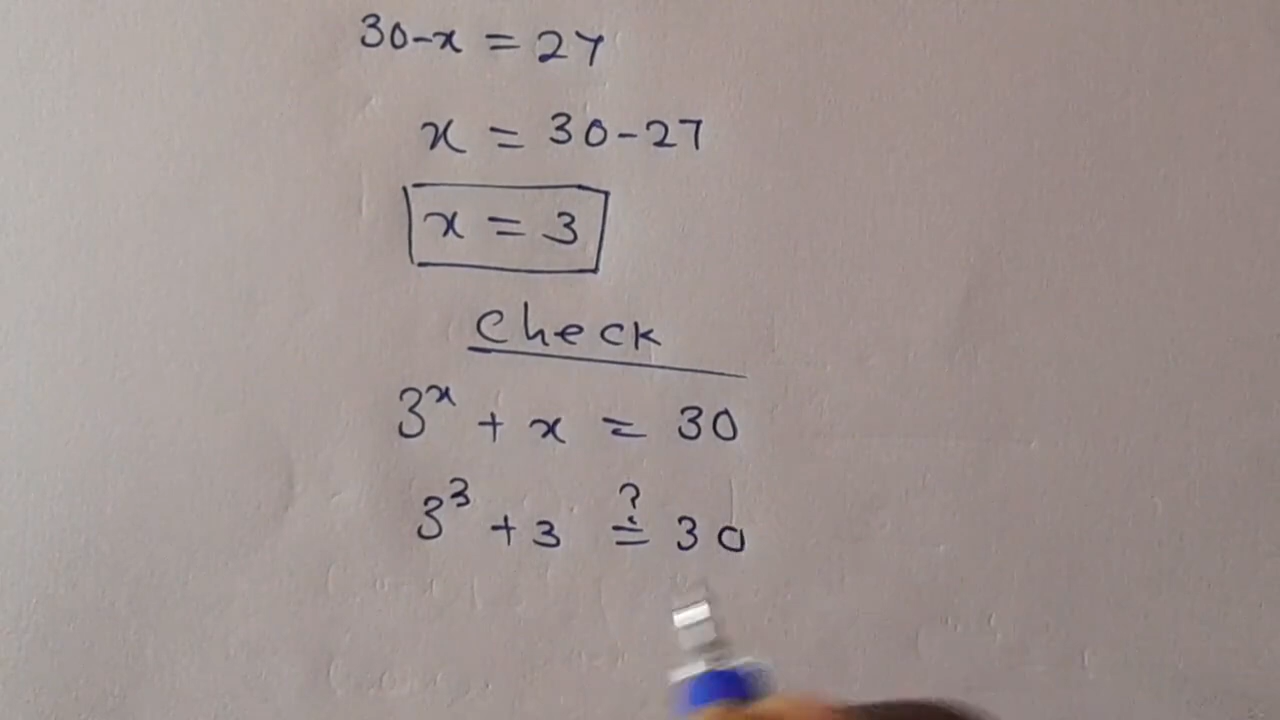 30-x = 27
x = 30-27
x = 3
check
3^x + x = 30
3^3 + 3 ≟ 30